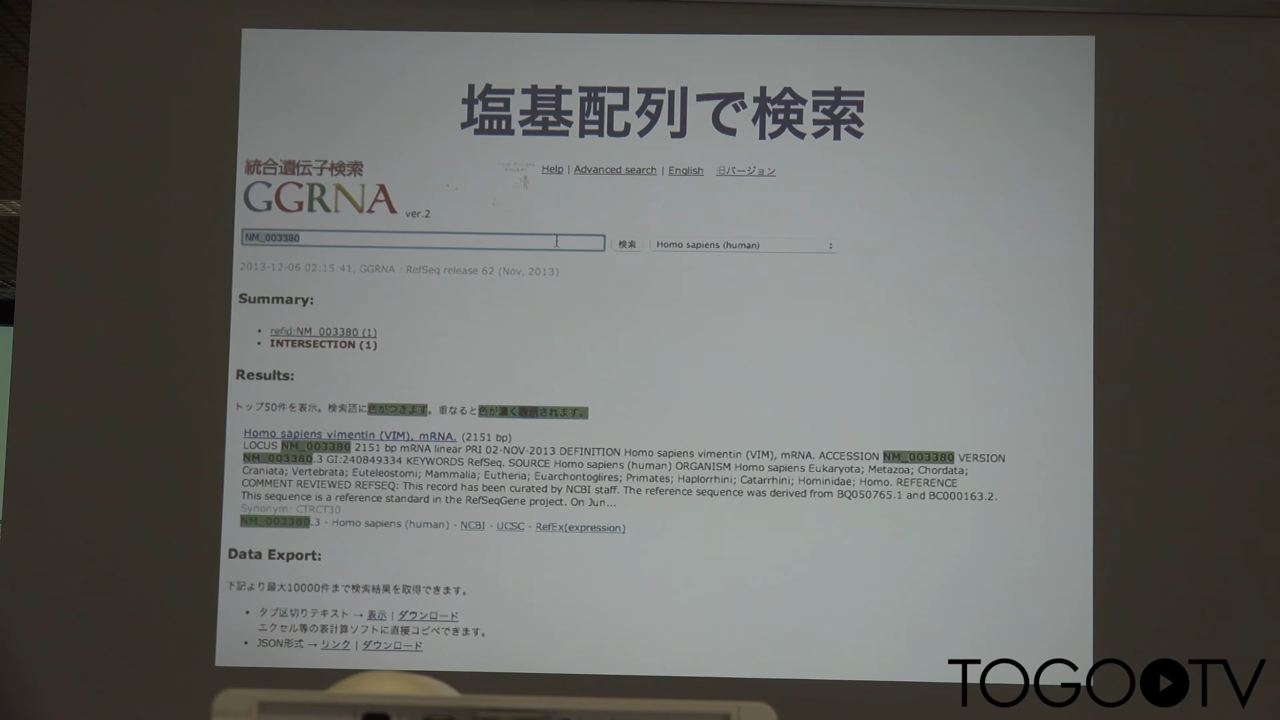 塩基配列で検索
統合遺伝子検索
Help | Advanced search | English 旧バージョン
GGRNA ver.2
NM_003380 検索 Homo sapiens (human)
2013-12-06 02:15:41, GGRNA : RefSeq release 62 (Nov, 2013)
Summary:
• refid:NM_003380 (1)
• INTERSECTION (1)
Results:
トップ50件を表示。検索語に色がつきます。重なると色が濃く表示されます。
Homo sapiens vimentin (VIM), mRNA. (2151 bp)
LOCUS NM_003380 2151 bp mRNA linear PRI 02-NOV-2013 DEFINITION Homo sapiens vimentin (VIM), mRNA. ACCESSION NM_003380 VERSION
NM_003380.3 GI:240849334 KEYWORDS RefSeq. SOURCE Homo sapiens (human) ORGANISM Homo sapiens Eukaryota; Metazoa; Chordata;
Craniata; Vertebrata; Euteleostomi; Mammalia; Eutheria; Euarchontoglires; Primates; Haplorrhini; Catarrhini; Hominidae; Homo. REFERENCE
COMMENT REVIEWED REFSEQ: This record has been curated by NCBI staff. The reference sequence was derived from BQ050765.1 and BC000163.2.
This sequence is a reference standard in the RefSeqGene project. On Jun...
Synonym: CTRCT30
NM_003380.3 - Homo sapiens (human) - NCBI - UCSC - RefEx(expression)
Data Export:
下記より最大10000件まで検索結果を取得できます。
• タブ区切りテキスト → 表示 | ダウンロード
エクセル等の表計算ソフトに直接コピペできます。
• JSON形式 → リンク | ダウンロード
TOGO TV